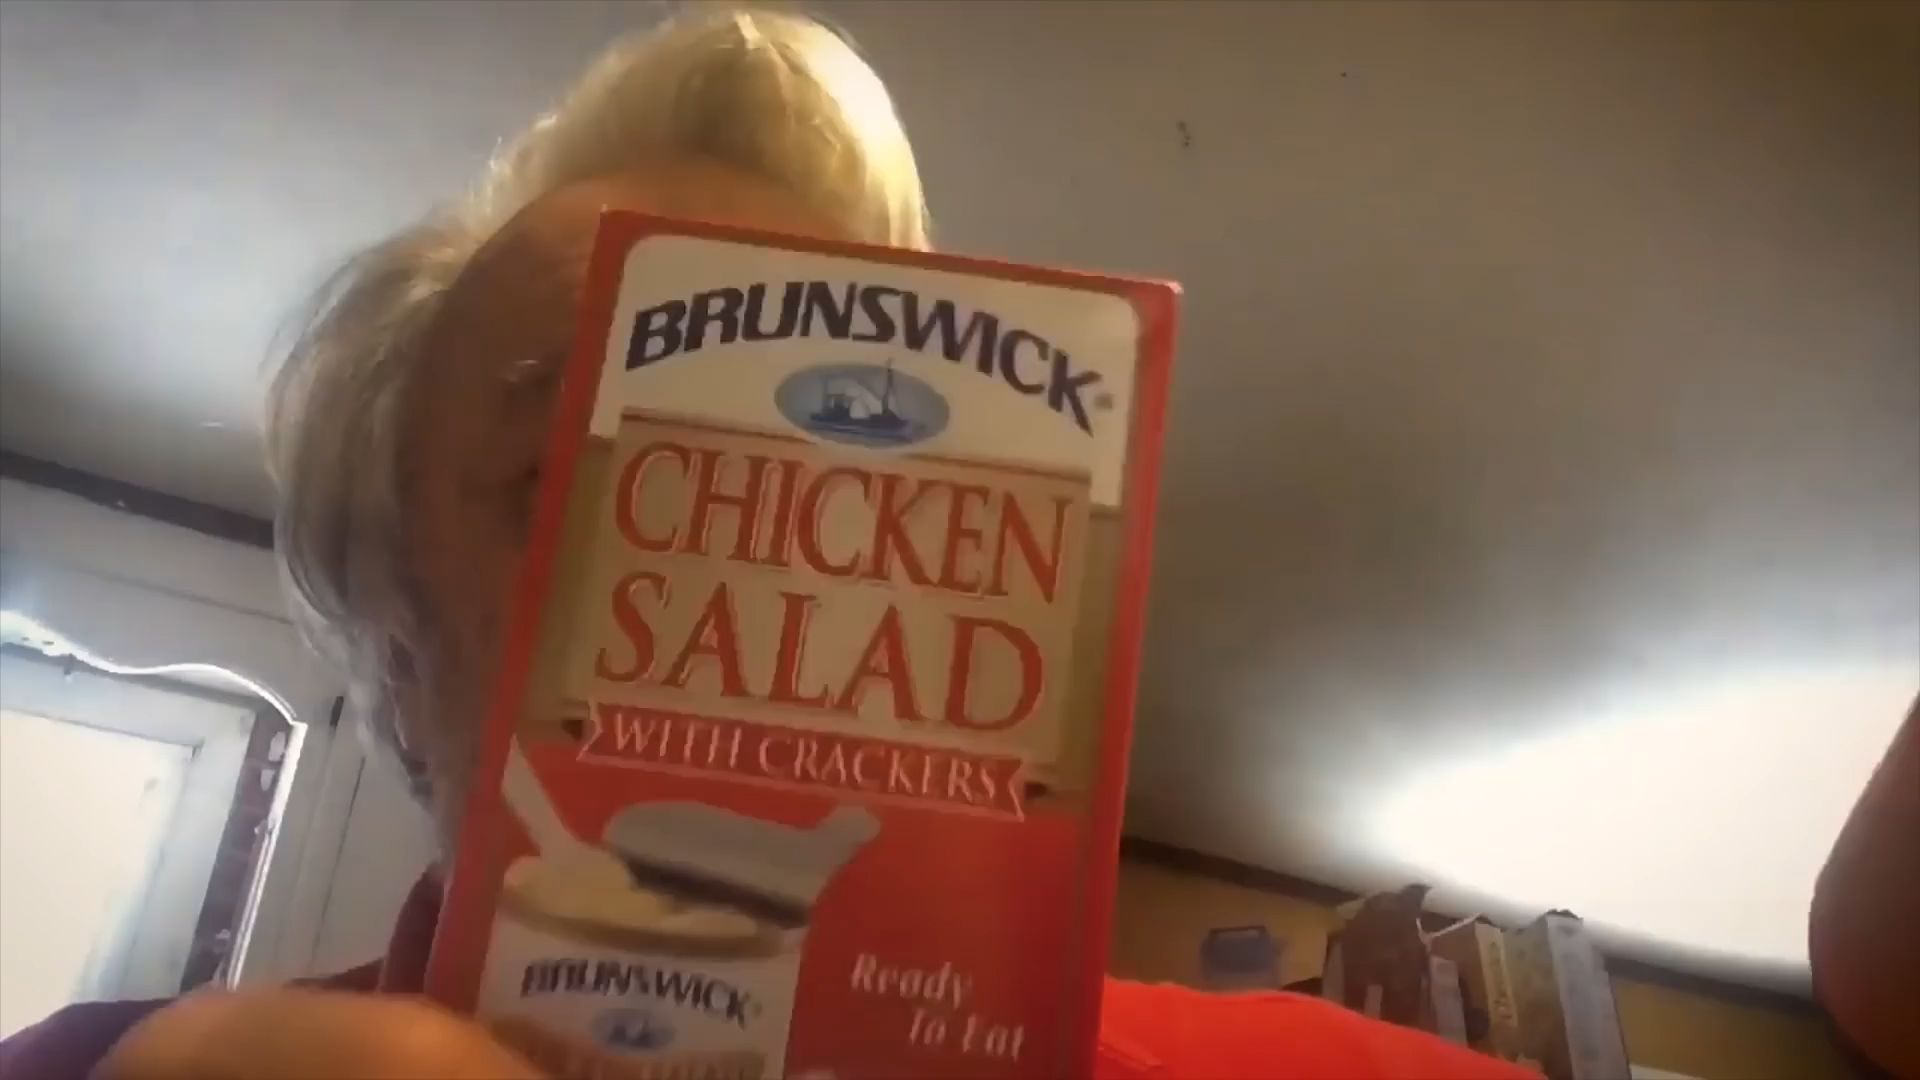 BRUNSWICK
CHICKEN
SALAD
WITH CRACKERS
BRUNSWICK
Ready
To Eat